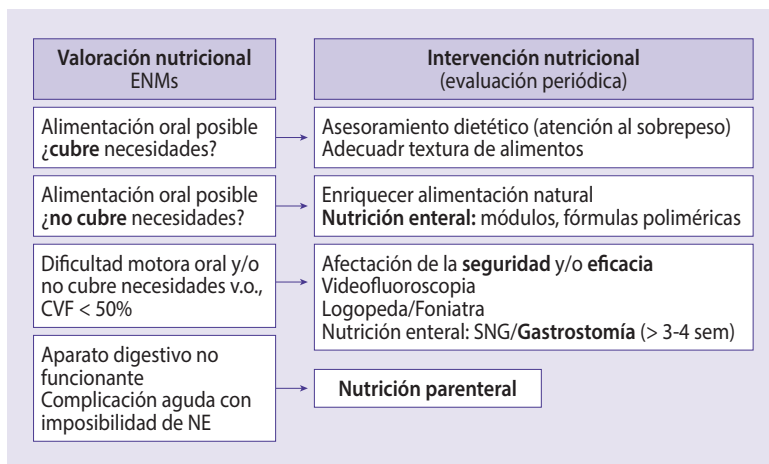 Valoración nutricional
ENMs
Intervención nutricional
(evaluación periódica)
Alimentación oral posible
¿cubre necesidades?
Asesoramiento dietético (atención al sobrepeso)
Adecuadr textura de alimentos
Alimentación oral posible
¿no cubre necesidades?
Enriquecer alimentación natural
Nutrición enteral: módulos, fórmulas poliméricas
Dificultad motora oral y/o
no cubre necesidades v.o.,
CVF < 50%
Afectación de la seguridad y/o eficacia
Videofluoroscopia
Logopeda/Foniatra
Nutrición enteral: SNG/Gastrostomía (> 3-4 sem)
Aparato digestivo no
funcionante
Complicación aguda con
imposibilidad de NE
Nutrición parenteral